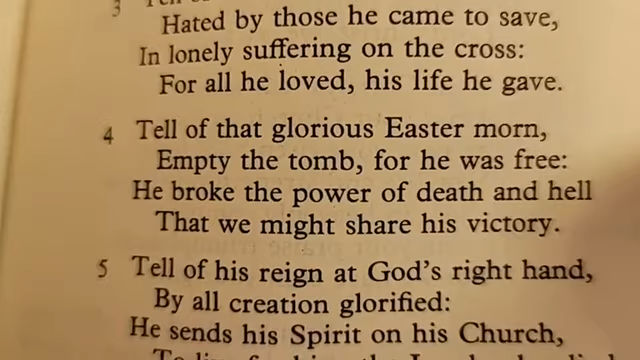 3
Hated by those he came to save,
In lonely suffering on the cross:
For all he loved, his life he gave.
4 Tell of that glorious Easter morn,
Empty the tomb, for he was free:
He broke the power of death and hell
That we might share his victory.
5 Tell of his reign at God's right hand,
By all creation glorified:
He sends his Spirit on his Church,